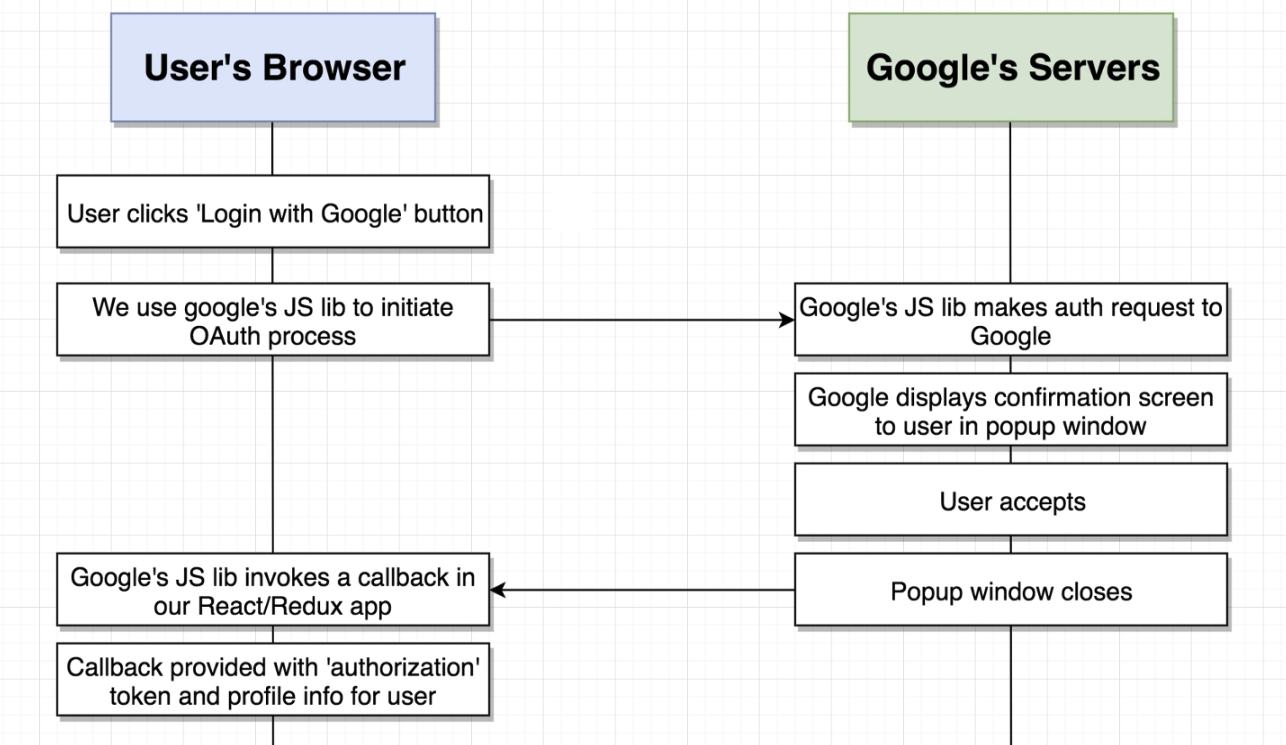 User's Browser
Google's Servers
User clicks 'Login with Google' button
We use google's JS lib to initiate
OAuth process
Google's JS lib makes auth request to
Google
Google displays confirmation screen
to user in popup window
User accepts
Popup window closes
Google's JS lib invokes a callback in
our React/Redux app
Callback provided with 'authorization'
token and profile info for user